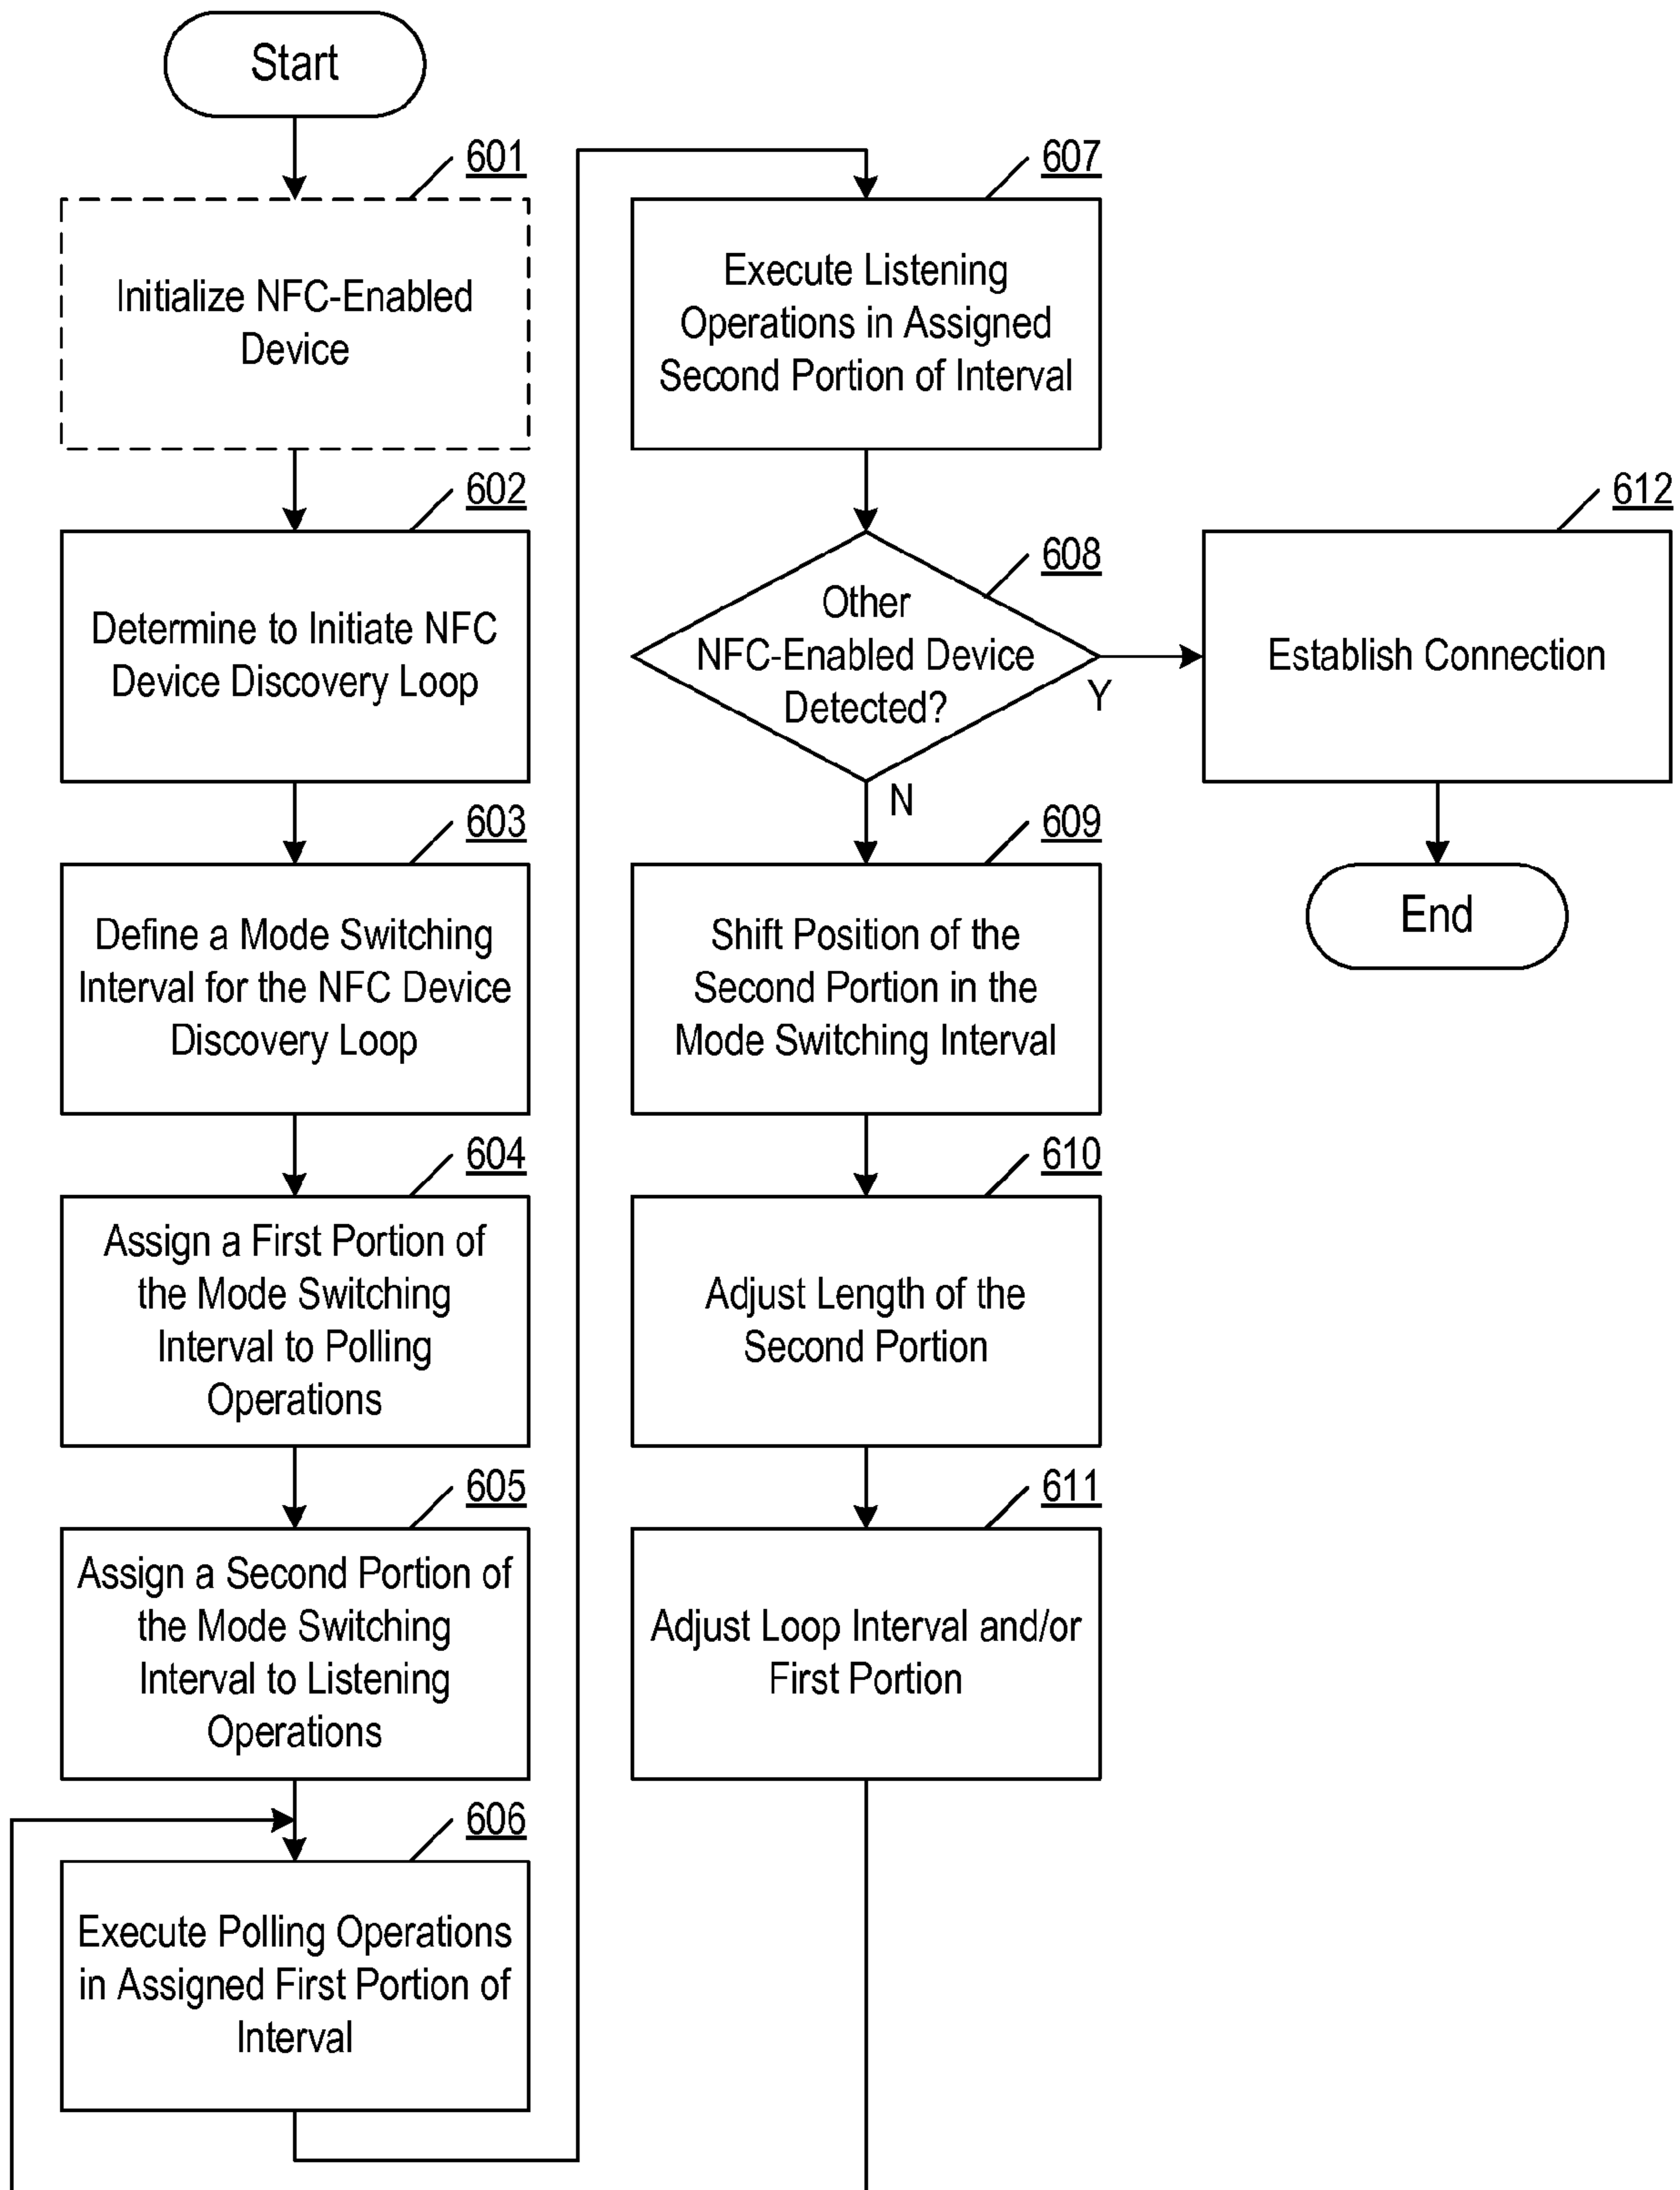 Start
601
Initialize NFC-Enabled
Device
602
Determine to Initiate NFC
Device Discovery Loop
603
Define a Mode Switching
Interval for the NFC Device
Discovery Loop
604
Assign a First Portion of
the Mode Switching
Interval to Polling
Operations
605
Assign a Second Portion of
the Mode Switching
Interval to Listening
Operations
606
Execute Polling Operations
in Assigned First Portion of
Interval
607
Execute Listening
Operations in Assigned
Second Portion of Interval
608
Other
NFC-Enabled Device
Detected?
Y
N
609
Shift Position of the
Second Portion in the
Mode Switching Interval
610
Adjust Length of the
Second Portion
611
Adjust Loop Interval and/or
First Portion
612
Establish Connection
End